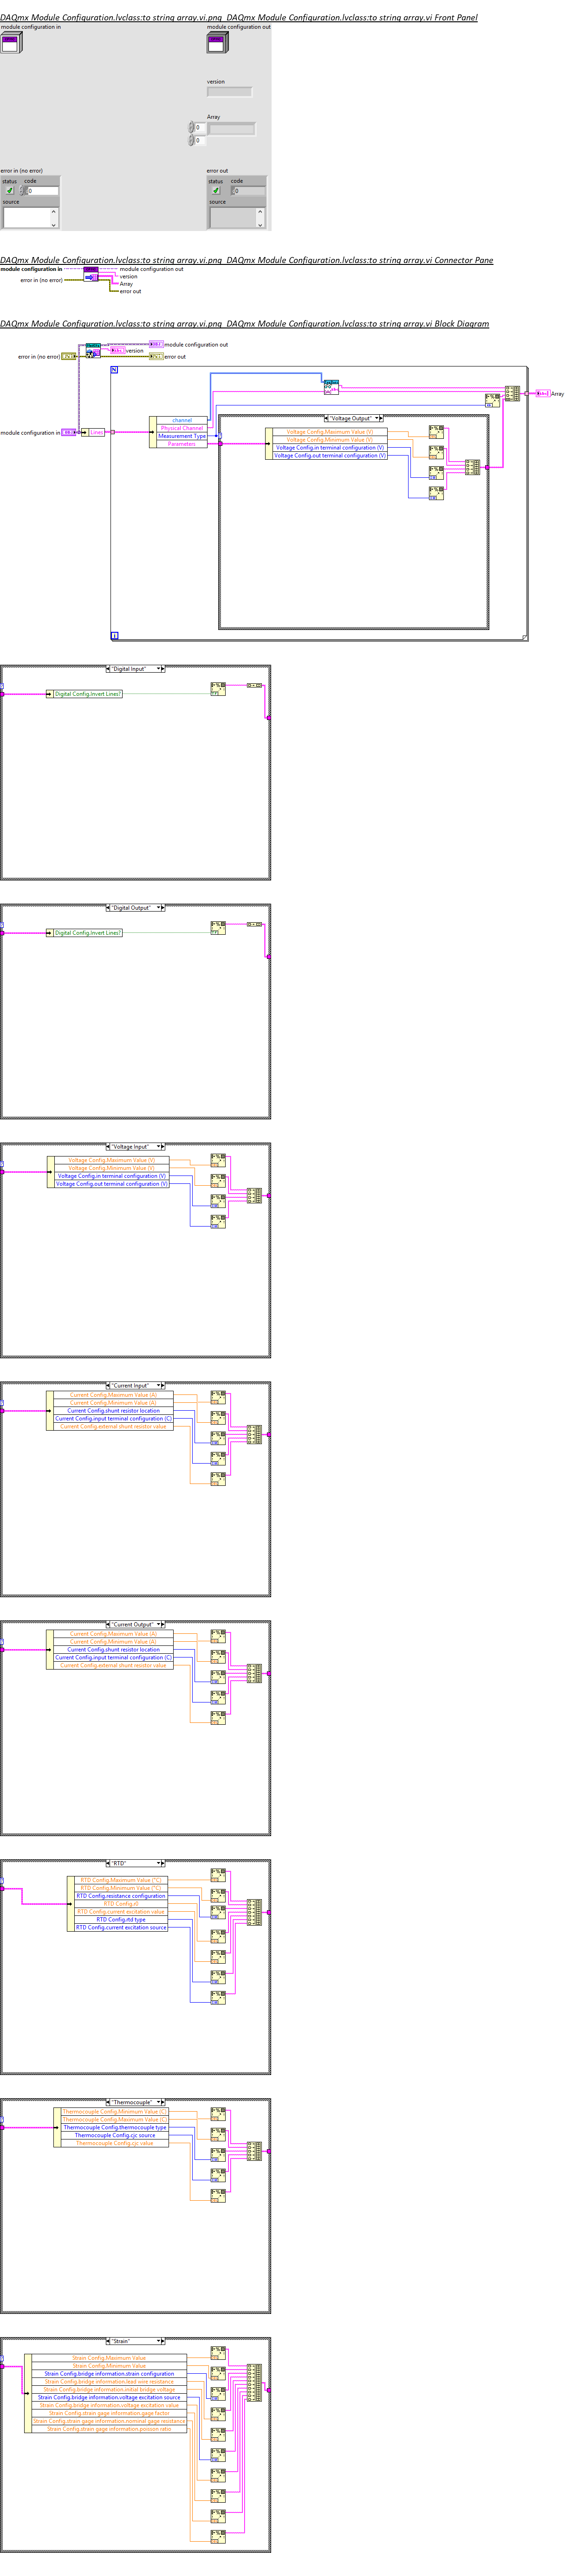 DAQmx Module Configuration.lvclass:to string array.vi.png DAQmx Module Configuration.lvclass:to string array.vi Front Panel
module configuration in
module configuration out
version
Array
0
0
error in (no error)
status code
0
source
error out
status code
0
source
DAQmx Module Configuration.lvclass:to string array.vi.png DAQmx Module Configuration.lvclass:to string array.vi Connector Pane
module configuration in
error in (no error)
module configuration out
version
Array
error out
DAQmx Module Configuration.lvclass:to string array.vi.png DAQmx Module Configuration.lvclass:to string array.vi Block Diagram
module configuration out
version
error in (no error)
error out
N
Array
module configuration in
Lines
channel
Physical Channel
Measurement Type
Parameters
"Voltage Output"
Voltage Config.Maximum Value (V)
Voltage Config.Minimum Value (V)
Voltage Config.in terminal configuration (V)
Voltage Config.out terminal configuration (V)
i
"Digital Input"
Digital Config.Invert Lines?
"Digital Output"
Digital Config.Invert Lines?
"Voltage Input"
Voltage Config.Maximum Value (V)
Voltage Config.Minimum Value (V)
Voltage Config.in terminal configuration (V)
Voltage Config.out terminal configuration (V)
"Current Input"
Current Config.Maximum Value (A)
Current Config.Minimum Value (A)
Current Config.shunt resistor location
Current Config.input terminal configuration (C)
Current Config.external shunt resistor value
"Current Output"
Current Config.Maximum Value (A)
Current Config.Minimum Value (A)
Current Config.shunt resistor location
Current Config.input terminal configuration (C)
Current Config.external shunt resistor value
"RTD"
RTD Config.Maximum Value (°C)
RTD Config.Minimum Value (°C)
RTD Config.resistance.configuration
RTD Config.r0
RTD Config.current excitation value
RTD Config.rtd type
RTD Config.current excitation source
"Thermocouple"
Thermocouple Config.Minimum Value (C)
Thermocouple Config.Maximum Value (C)
Thermocouple Config.thermocouple type
Thermocouple Config.cjc source
Thermocouple Config.cjc value
"Strain"
Strain Config.Maximum Value
Strain Config.Minimum Value
Strain Config.bridge information.strain configuration
Strain Config.bridge information.lead wire resistance
Strain Config.bridge information.initial bridge voltage
Strain Config.bridge information.voltage excitation source
Strain Config.bridge information.voltage excitation value
Strain Config.strain gage information.gage factor
Strain Config.strain gage information.nominal gage resistance
Strain Config.strain gage information.poission ratio